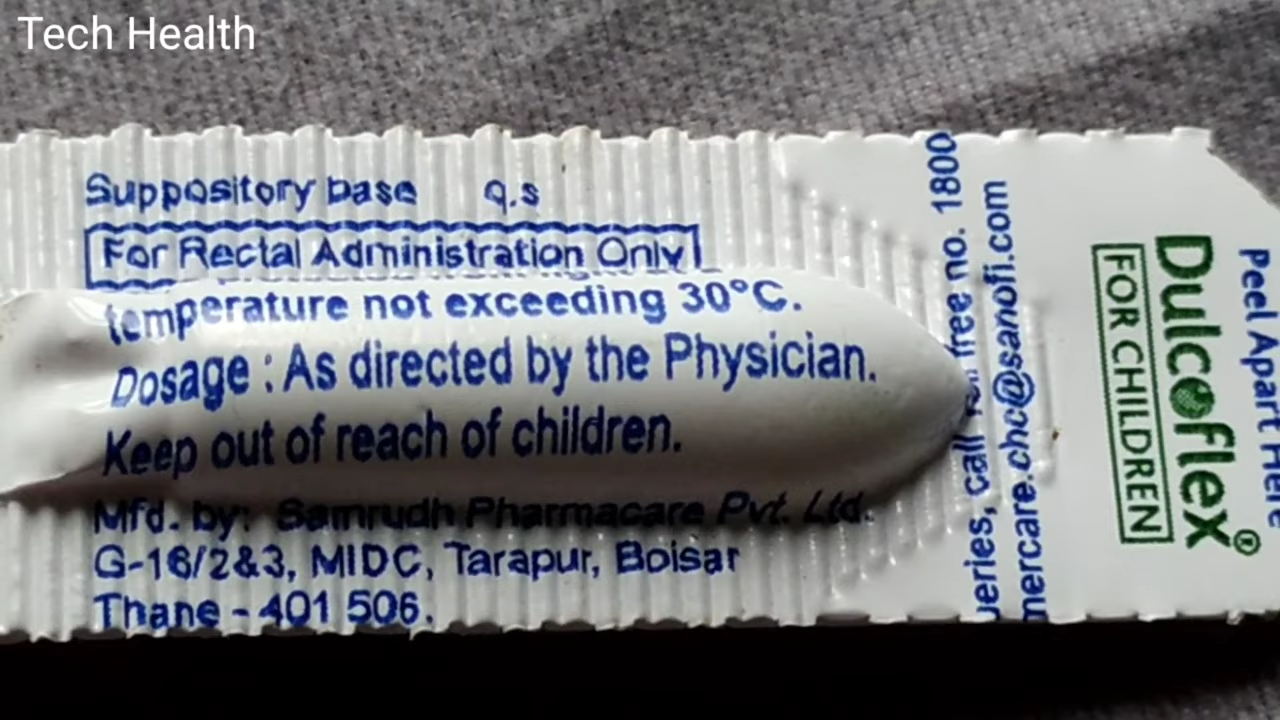 Tech Health
Suppository base q.s
For Rectal Administration Only
temperature not exceeding 30°C.
Dosage : As directed by the Physician.
Keep out of reach of children.
Mfd. by: Samrudh Pharmacare Pvt. Ltd.
G-16/2&3, MIDC, Tarapur, Boisar
Thane - 401 506.
call free no. 1800
mercare.chc@sanofi.com
Dulcoflex®
FOR CHILDREN
Peel Apart Here